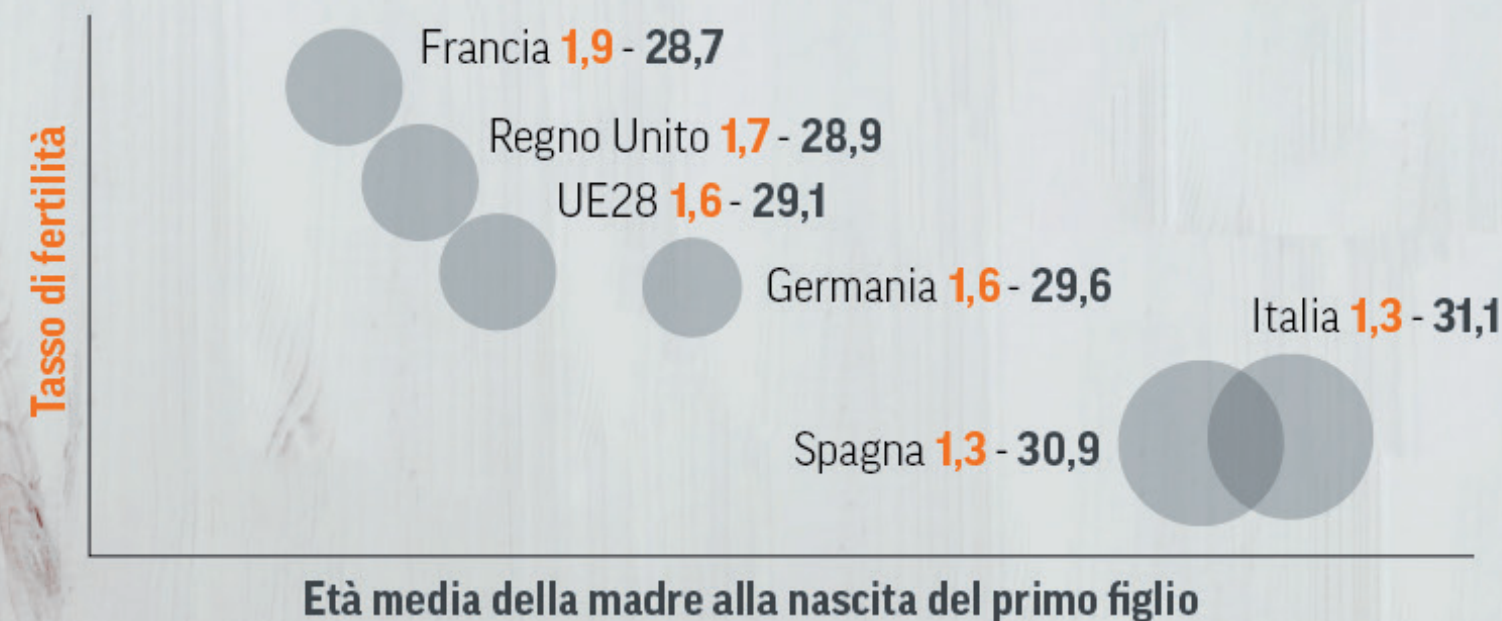 Tasso di fertilità
Francia 1,9 - 28,7
Regno Unito 1,7 - 28,9
UE28 1,6 - 29,1
Germania 1,6 - 29,6
Italia 1,3 - 31,1
Spagna 1,3 - 30,9
Età media della madre alla nascita del primo figlio